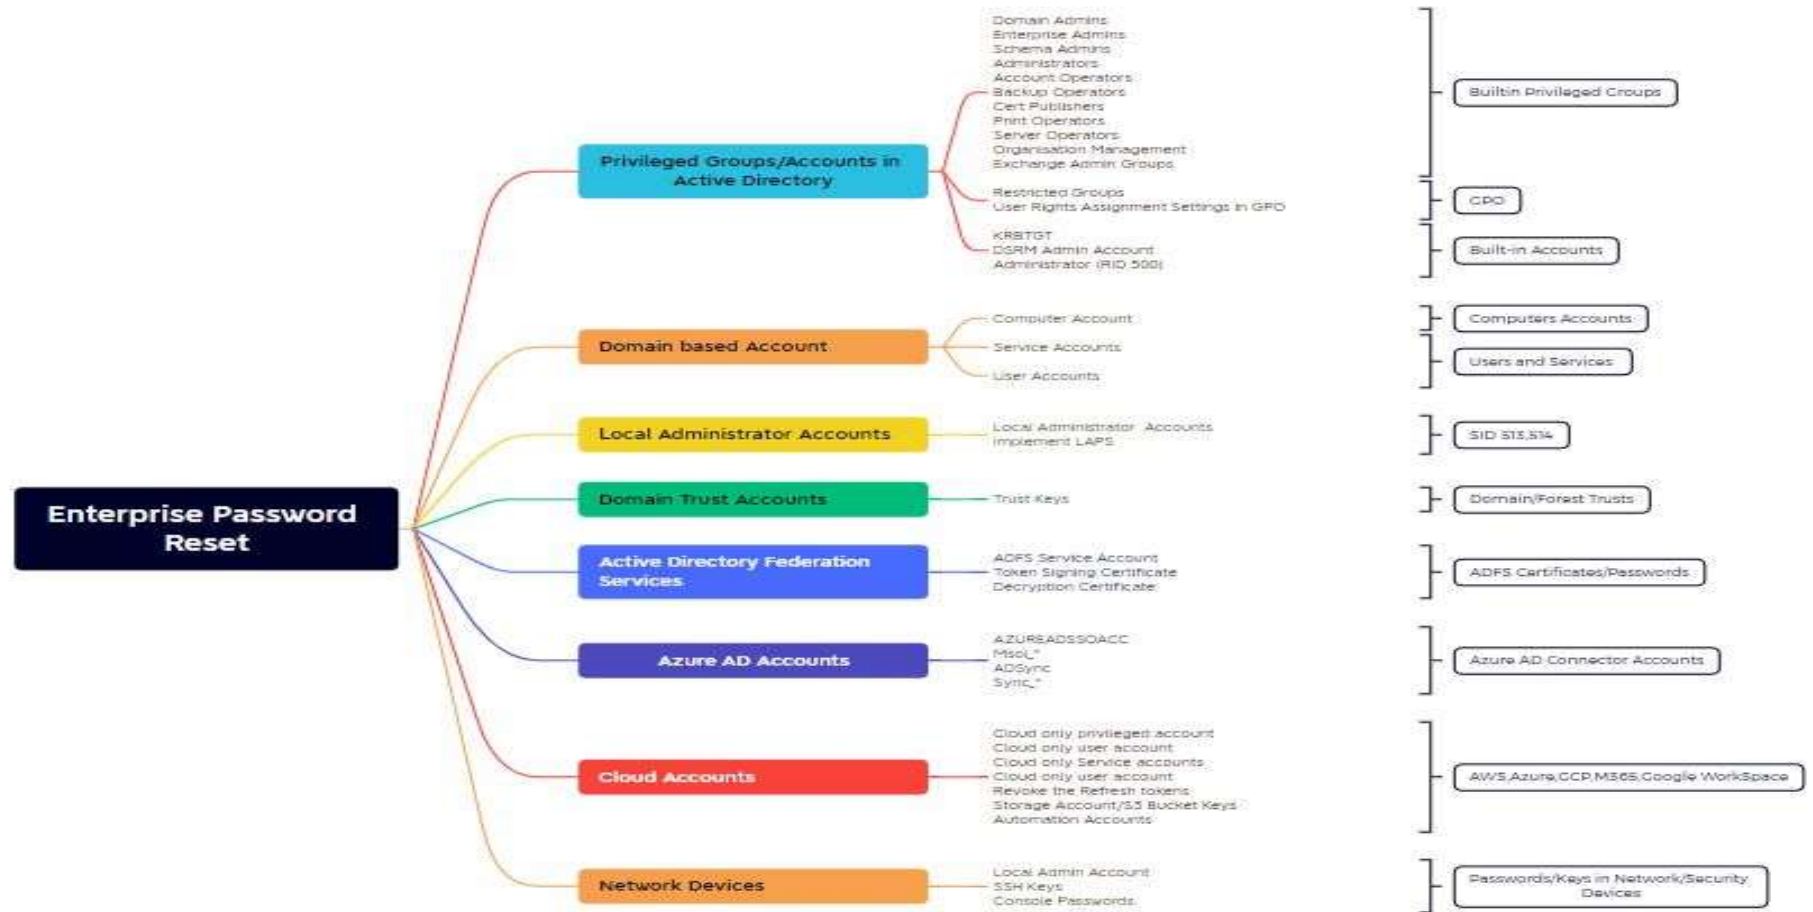 Enterprise Password
Reset
Privileged Groups/Accounts in
Active Directory
Domain Admins
Enterprise Admins
Schema Admins
Administrators
Account Operators
Backup Operators
Cert Publishers
Print Operators
Server Operators
Organisation Management
Exchange Admin Groups
Builtin Privileged Groups
Restricted Groups
User Rights Assignment Settings in GPO
GPO
KRBTGT
DSRM Admin Account
Administrator (RID 500)
Built-in Accounts
Domain based Account
Computer Account
Computers Accounts
Service Accounts
User Accounts
Users and Services
Local Administrator Accounts
Local Administrator Accounts
Implement LAPS
SID S13,S14
Domain Trust Accounts
Trust Keys
Domain/Forest Trusts
Active Directory Federation
Services
ADFS Service Account
Token Signing Certificate
Decryption Certificate
ADFS Certificates/Passwords
Azure AD Accounts
AZUREADSSOACC
Msol_*
ADSync
Sync_*
Azure AD Connector Accounts
Cloud Accounts
Cloud only privileged account
Cloud only user account
Cloud only Service accounts
Cloud only user account
Revoke the Refresh tokens
Storage Account/S3 Bucket Keys
Automation Accounts
AWS,Azure,GCP,M365,Google WorkSpace
Network Devices
Local Admin Account
SSH Keys
Console Passwords
Passwords/Keys in Network/Security
Devices